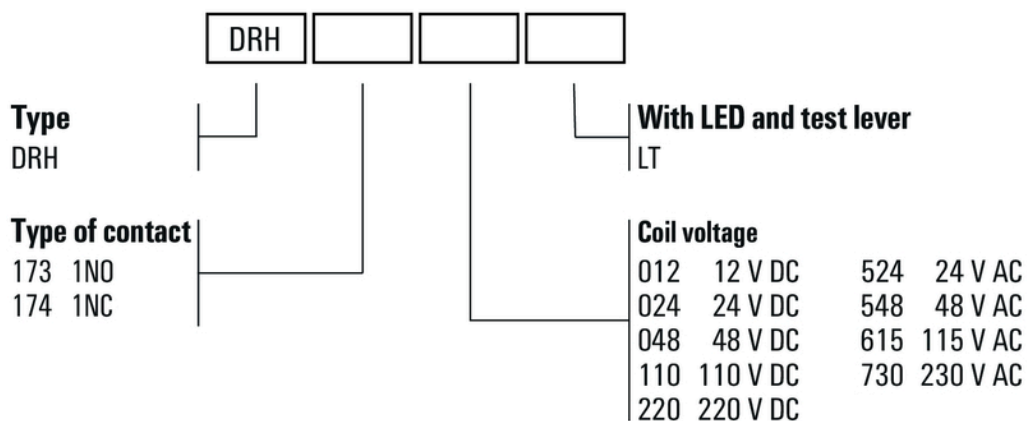 DRH
Type
DRH
With LED and test lever
LT
Type of contact
173 1NO
174 1NC
Coil voltage
012 12 V DC 524 24 V AC
024 24 V DC 548 48 V AC
048 48 V DC 615 115 V AC
110 110 V DC 730 230 V AC
220 220 V DC